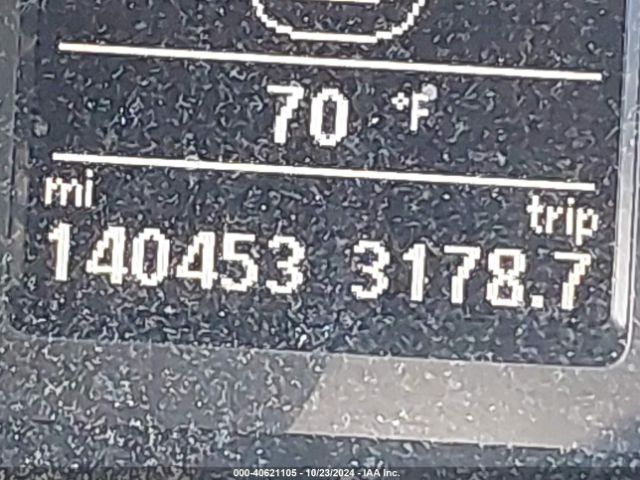 70 °F
mi trip
140453 3178.7
000-40621105 - 10/23/2024 - IAA Inc.